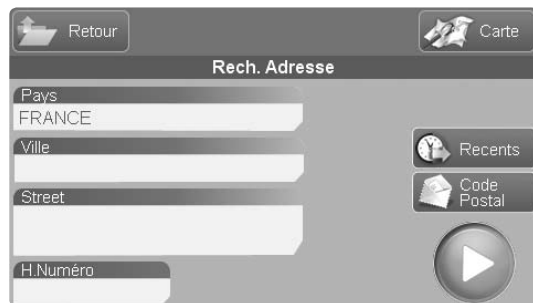 Retour
Carte
Rech. Adresse
Pays
FRANCE
Ville
Recents
Code
Postal
Street
H.Numéro